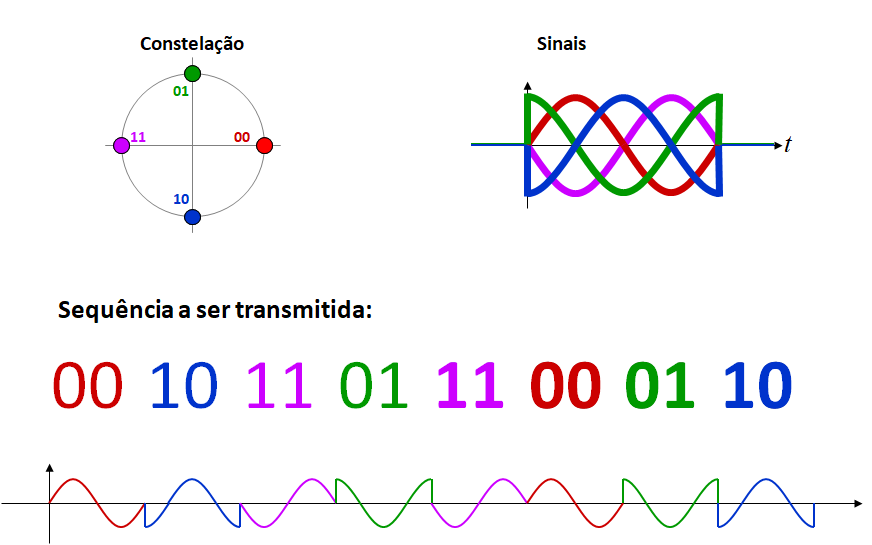 Constelação
Sinais
01
11
00
10
t
Sequência a ser transmitida:
00 10 11 01 11 00 01 10